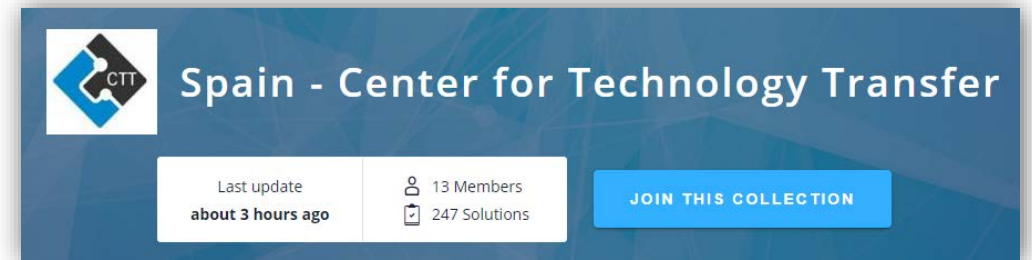 CTT
Spain - Center for Technology Transfer
Last update
about 3 hours ago
13 Members
247 Solutions
JOIN THIS COLLECTION